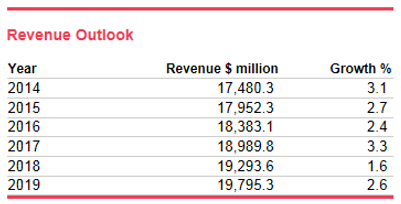 Revenue Outlook
Year Revenue $ million Growth %
2014 17,480.3 3.1
2015 17,952.3 2.7
2016 18,383.1 2.4
2017 18,989.8 3.3
2018 19,293.6 1.6
2019 19,795.3 2.6